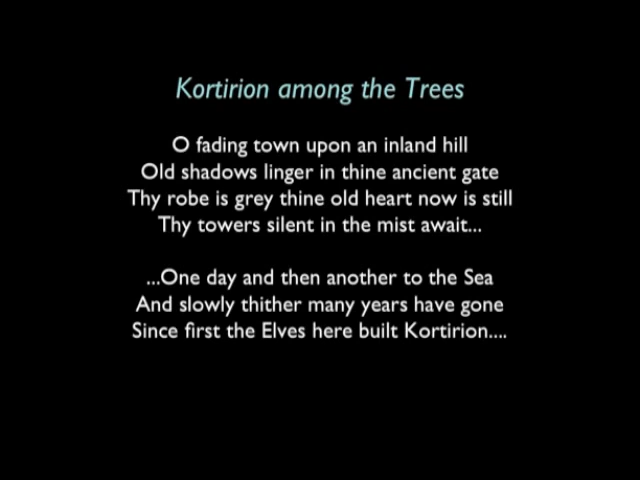 Kortirion among the Trees
O fading town upon an inland hill
Old shadows linger in thine ancient gate
Thy robe is grey thine old heart now is still
Thy towers silent in the mist await...
...One day and then another to the Sea
And slowly thither many years have gone
Since first the Elves here built Kortirion....